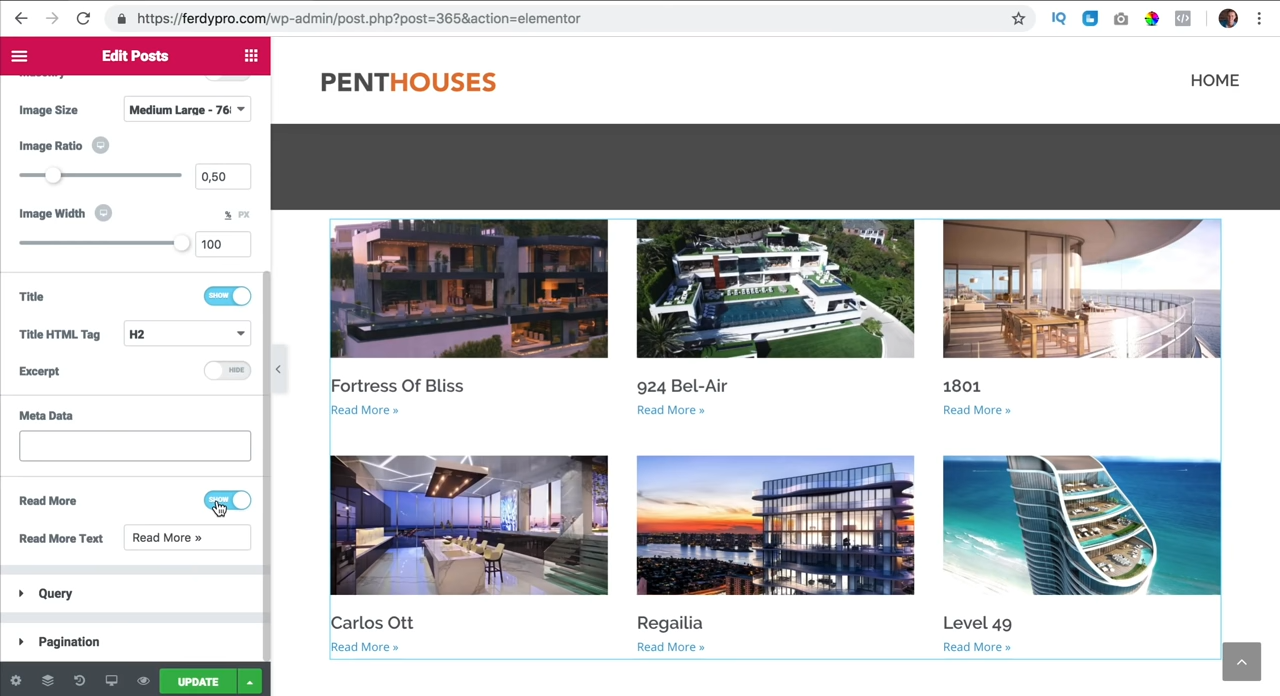 https://ferdypro.com/wp-admin/post.php?post=365&action=elementor
IQ
Edit Posts
Image Size
Medium Large - 76
Image Ratio
0,50
Image Width
% PX
100
Title
SHOW
Title HTML Tag
H2
Excerpt
HIDE
Meta Data
Read More
Read More Text
Read More »
Query
Pagination
UPDATE
PENTHOUSES
HOME
Fortress Of Bliss
924 Bel-Air
1801
Read More »
Read More »
Read More »
Carlos Ott
Regailia
Level 49
Read More »
Read More »
Read More »